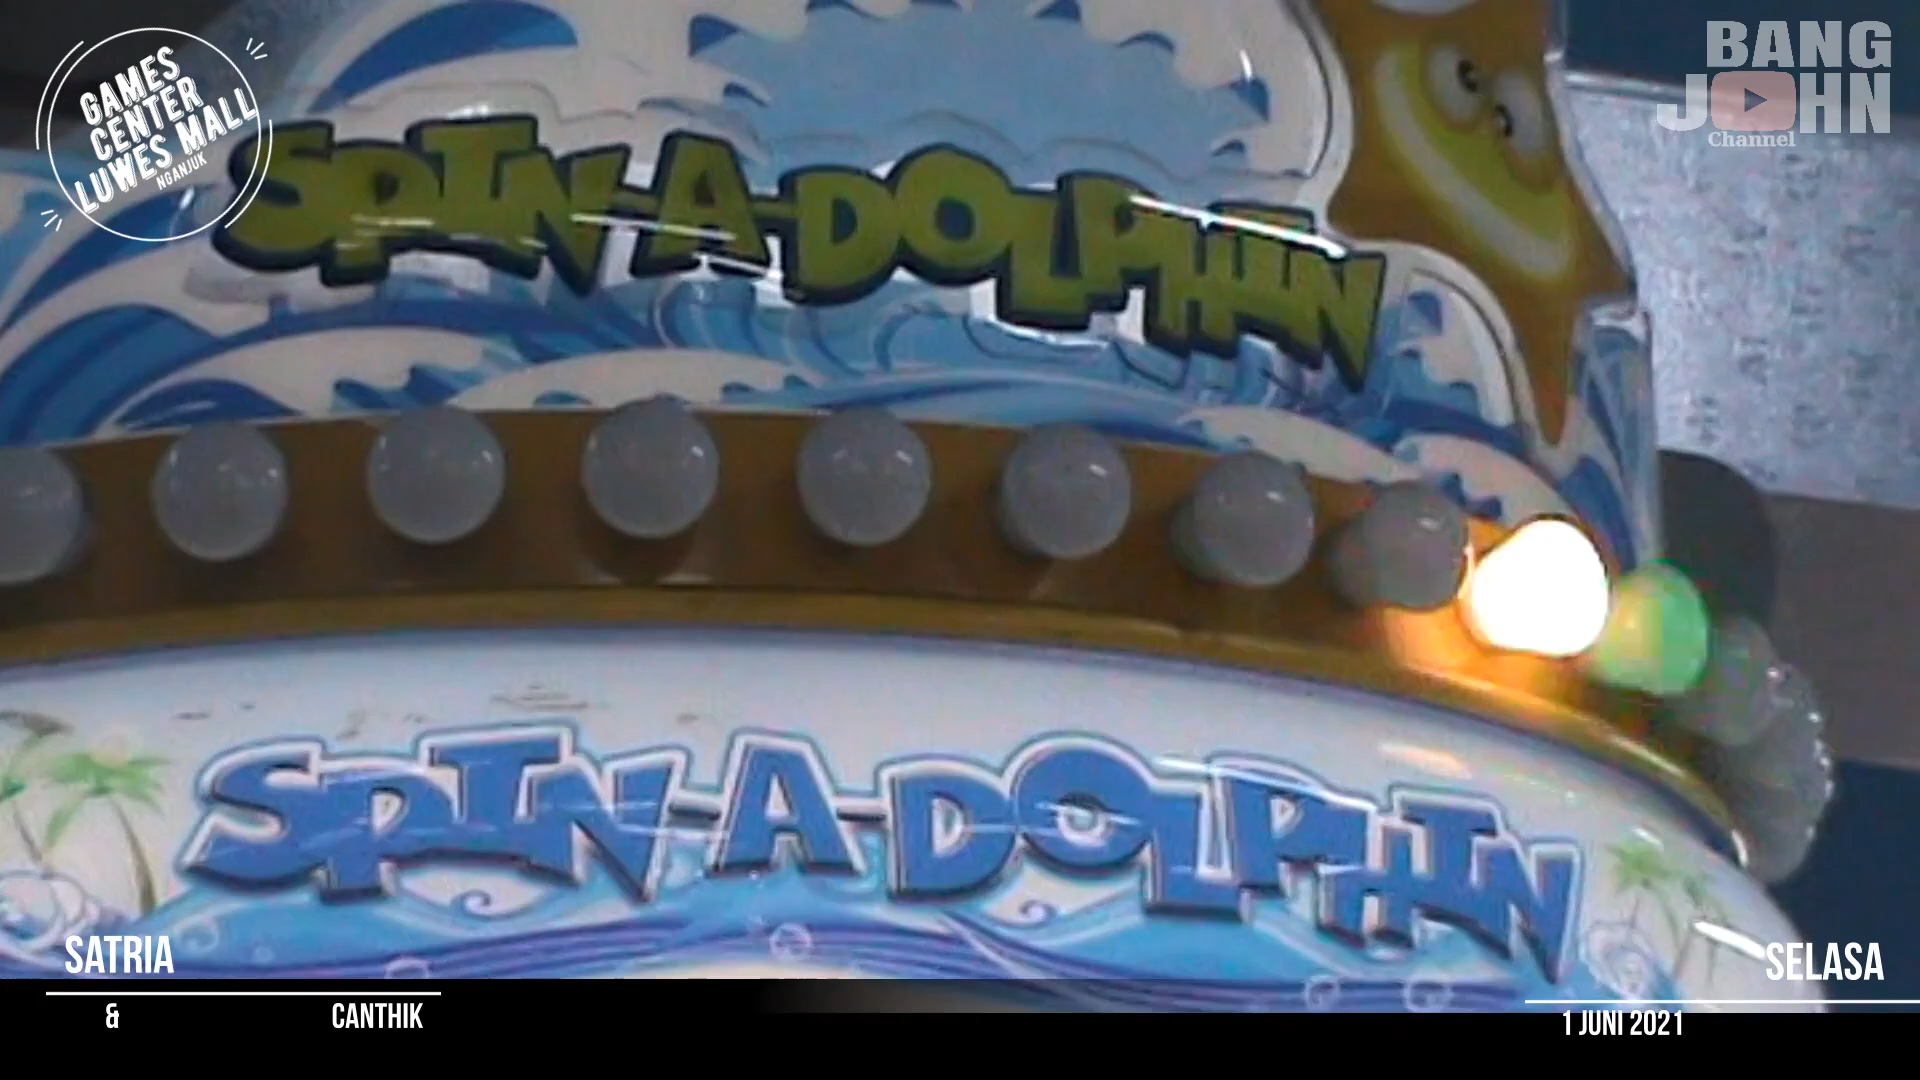 GAMES
CENTER
LUWES MALL
NGANJUK
BANG
JOHN
Channel
SPIN-A-DOLPHIN
SPIN-A-DOLPHIN
SATRIA
& CANTHIK
SELASA
1 JUNI 2021